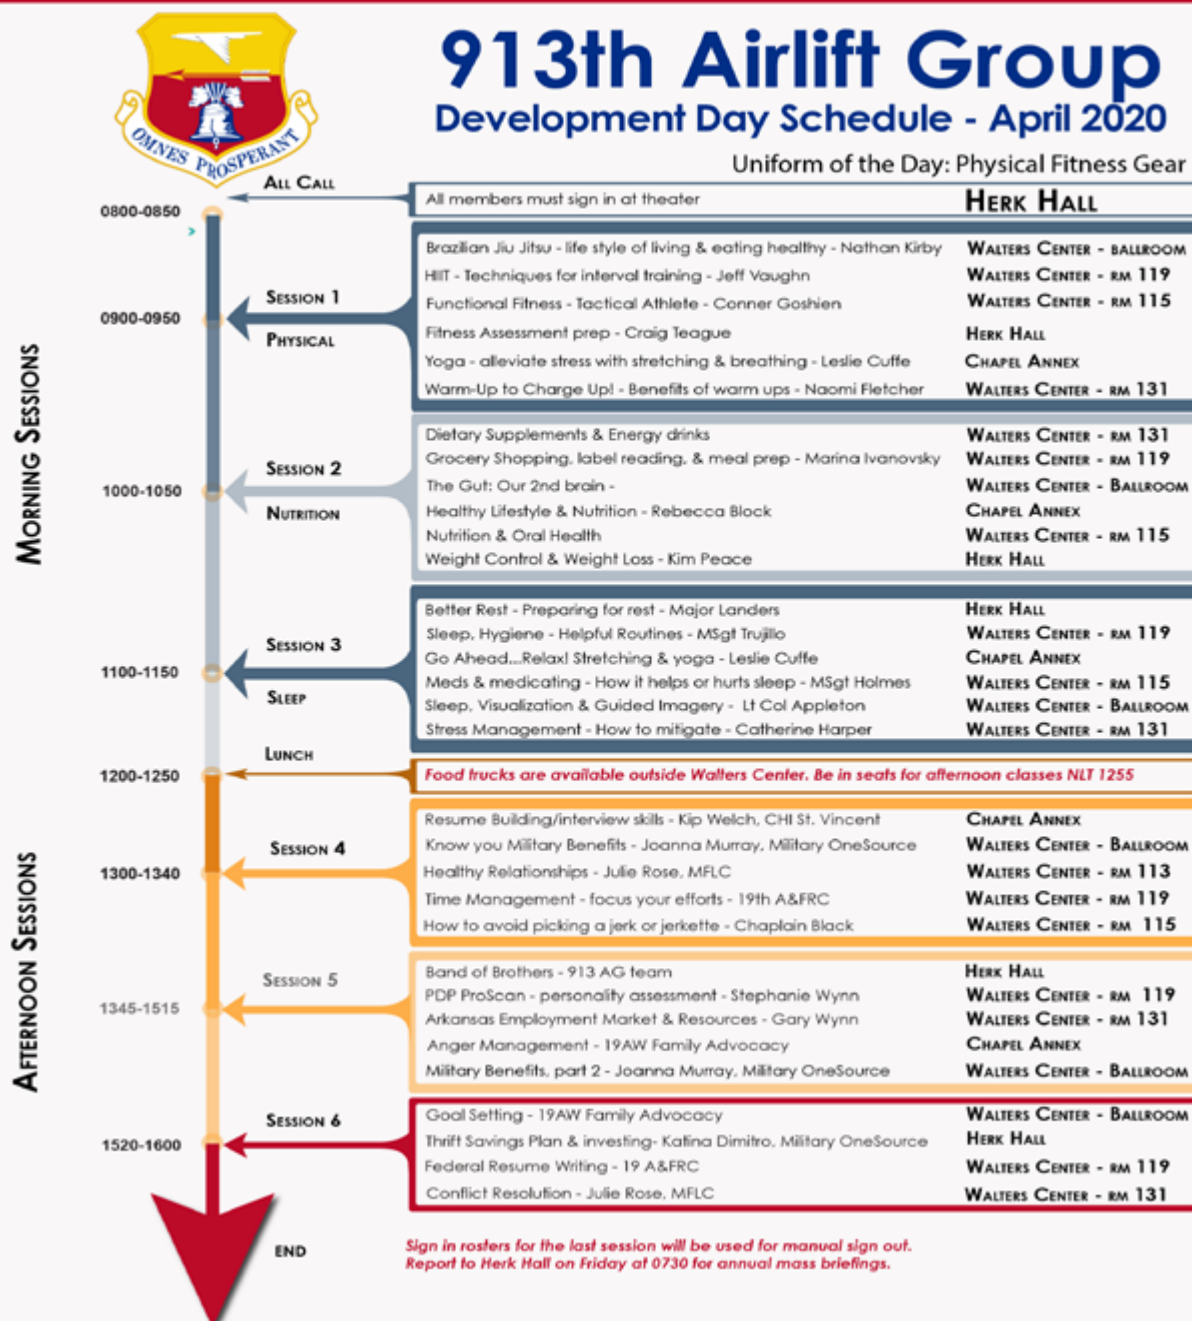 913th Airlift Group
Development Day Schedule - April 2020
Uniform of the Day: Physical Fitness Gear
OMNES PROSPERANT
MORNING SESSIONS
0800-0850
ALL CALL
All members must sign in at theater HERK HALL
0900-0950
SESSION 1
PHYSICAL
Brazilian Jiu Jitsu - life style of living & eating healthy - Nathan Kirby WALTERS CENTER - BALLROOM
HIIT - Techniques for interval training - Jeff Vaughn WALTERS CENTER - RM 119
Functional Fitness - Tactical Athlete - Conner Goshien WALTERS CENTER - RM 115
Fitness Assessment prep - Craig Teague HERK HALL
Yoga - alleviate stress with stretching & breathing - Leslie Cuffe CHAPEL ANNEX
Warm-Up to Charge Up! - Benefits of warm ups - Naomi Fletcher WALTERS CENTER - RM 131
1000-1050
SESSION 2
NUTRITION
Dietary Supplements & Energy drinks WALTERS CENTER - RM 131
Grocery Shopping, label reading, & meal prep - Marina Ivanovsky WALTERS CENTER - RM 119
The Gut: Our 2nd brain - WALTERS CENTER - BALLROOM
Healthy Lifestyle & Nutrition - Rebecca Block CHAPEL ANNEX
Nutrition & Oral Health WALTERS CENTER - RM 115
Weight Control & Weight Loss - Kim Peace HERK HALL
1100-1150
SESSION 3
SLEEP
Better Rest - Preparing for rest - Major Landers HERK HALL
Sleep, Hygiene - Helpful Routines - MSgt Trujillo WALTERS CENTER - RM 119
Go Ahead...Relax! Stretching & yoga - Leslie Cuffe CHAPEL ANNEX
Meds & medicating - How it helps or hurts sleep - MSgt Holmes WALTERS CENTER - RM 115
Sleep, Visualization & Guided Imagery - Lt Col Appleton WALTERS CENTER - BALLROOM
Stress Management - How to mitigate - Catherine Harper WALTERS CENTER - RM 131
1200-1250
LUNCH
Food trucks are available outside Walters Center. Be in seats for afternoon classes NLT 1255
AFTERNOON SESSIONS
1300-1340
SESSION 4
Resume Building/interview skills - Kip Welch, CHI St. Vincent CHAPEL ANNEX
Know you Military Benefits - Joanna Murray, Military OneSource WALTERS CENTER - BALLROOM
Healthy Relationships - Julie Rose, MFLC WALTERS CENTER - RM 113
Time Management - focus your efforts - 19th A&FRC WALTERS CENTER - RM 119
How to avoid picking a jerk or jerkette - Chaplain Black WALTERS CENTER - RM 115
1345-1515
SESSION 5
Band of Brothers - 913 AG team HERK HALL
PDP ProScan - personality assessment - Stephanie Wynn WALTERS CENTER - RM 119
Arkansas Employment Market & Resources - Gary Wynn WALTERS CENTER - RM 131
Anger Management - 19AW Family Advocacy CHAPEL ANNEX
Military Benefits, part 2 - Joanna Murray, Military OneSource WALTERS CENTER - BALLROOM
1520-1600
SESSION 6
Goal Setting - 19AW Family Advocacy WALTERS CENTER - BALLROOM
Thrift Savings Plan & investing- Katina Dimitro, Military OneSource HERK HALL
Federal Resume Writing - 19 A&FRC WALTERS CENTER - RM 119
Conflict Resolution - Julie Rose, MFLC WALTERS CENTER - RM 131
END
Sign in rosters for the last session will be used for manual sign out.
Report to Herk Hall on Friday at 0730 for annual mass briefings.